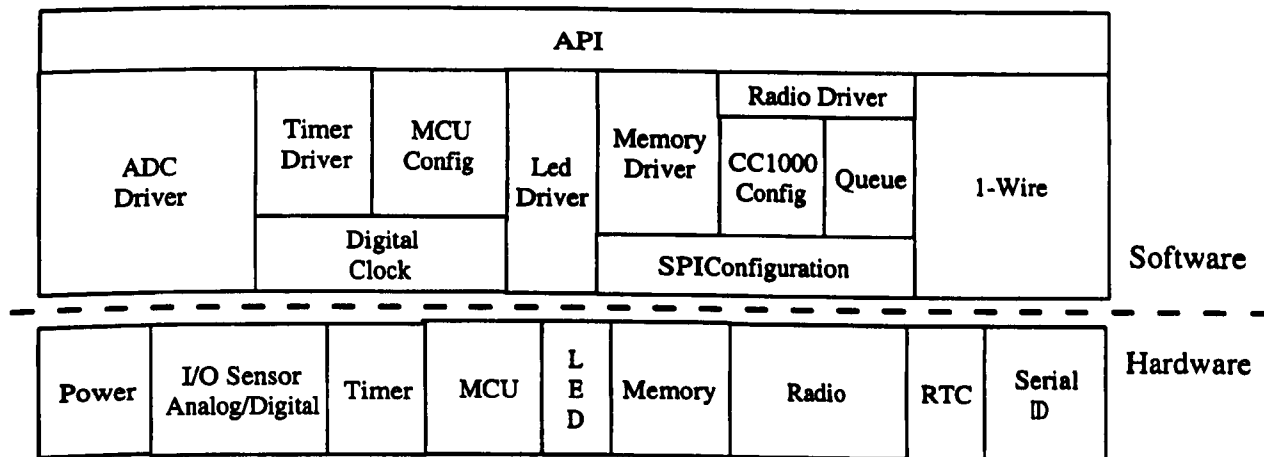 API
ADC
Driver
Timer
Driver
MCU
Config
Led
Driver
Memory
Driver
Radio Driver
CC1000
Config
Queue
1-Wire
Digital
Clock
SPIConfiguration
Software
Hardware
Power
I/O Sensor
Analog/Digital
Timer
MCU
L
E
D
Memory
Radio
RTC
Serial
ID